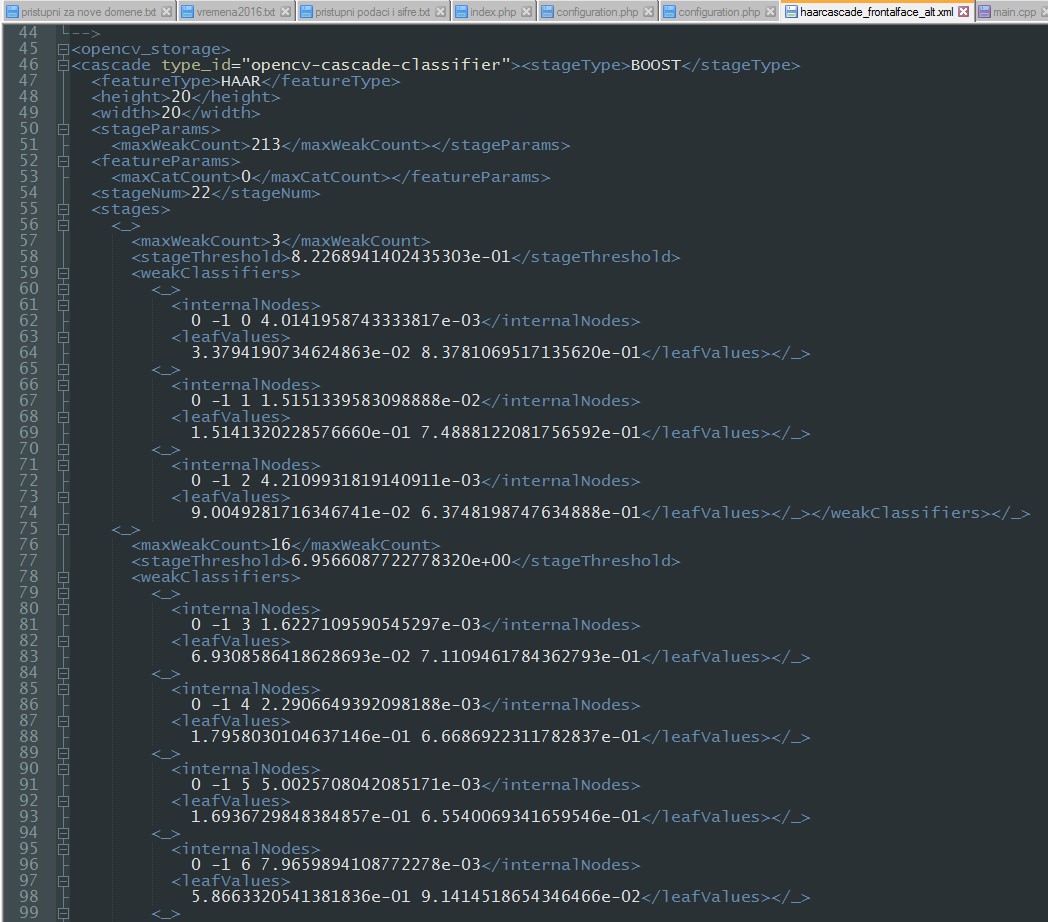 pristupni za nove domene.txt vremena2016.txt pristupni podaci i sifre.txt index.php configuration.php configuration.php haarcascade_frontalface_alt.xml main.cpp
44 -->
45 <opencv_storage>
46 <cascade type_id="opencv-cascade-classifier"><stageType>BOOST</stageType>
47 <featureType>HAAR</featureType>
48 <height>20</height>
49 <width>20</width>
50 <stageParams>
51 <maxWeakCount>213</maxWeakCount></stageParams>
52 <featureParams>
53 <maxCatCount>0</maxCatCount></featureParams>
54 <stageNum>22</stageNum>
55 <stages>
56 <_>
57 <maxWeakCount>3</maxWeakCount>
58 <stageThreshold>8.2268941402435303e-01</stageThreshold>
59 <weakClassifiers>
60 <_>
61 <internalNodes>
62 0 -1 0 4.0141958743333817e-03</internalNodes>
63 <leafValues>
64 3.3794190734624863e-02 8.3781069517135620e-01</leafValues></_>
65 <_>
66 <internalNodes>
67 0 -1 1 1.5151339583098888e-02</internalNodes>
68 <leafValues>
69 1.5141320228576660e-01 7.4888122081756592e-01</leafValues></_>
70 <_>
71 <internalNodes>
72 0 -1 2 4.2109931819140911e-03</internalNodes>
73 <leafValues>
74 9.0049281716346741e-02 6.3748198747634888e-01</leafValues></_></weakClassifiers></_>
75 <_>
76 <maxWeakCount>16</maxWeakCount>
77 <stageThreshold>6.9566087722778320e+00</stageThreshold>
78 <weakClassifiers>
79 <_>
80 <internalNodes>
81 0 -1 3 1.6227109590545297e-03</internalNodes>
82 <leafValues>
83 6.9308586418628693e-02 7.1109461784362793e-01</leafValues></_>
84 <_>
85 <internalNodes>
86 0 -1 4 2.2906649392098188e-03</internalNodes>
87 <leafValues>
88 1.7958030104637146e-01 6.6686922311782837e-01</leafValues></_>
89 <_>
90 <internalNodes>
91 0 -1 5 5.0025708042085171e-03</internalNodes>
92 <leafValues>
93 1.6936729848384857e-01 6.5540069341659546e-01</leafValues></_>
94 <_>
95 <internalNodes>
96 0 -1 6 7.9659894108772278e-03</internalNodes>
97 <leafValues>
98 5.8663320541381836e-01 9.1414518654346466e-02</leafValues></_>
99 <_>